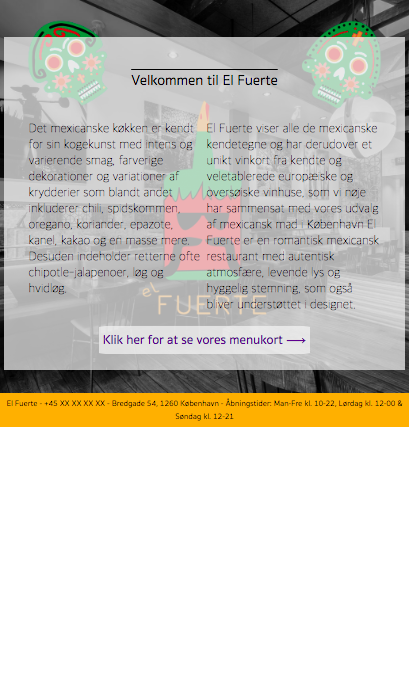 Velkommen til El Fuerte
Det mexicanske køkken er kendt
for sin kogekunst med intens og
varierende smag, farverige
dekorationer og variationer af
krydderier som blandt andet
inkluderer chili, spidskommen,
oregano, koriander, epazote,
kanel, kakao og en masse mere.
Desuden indeholder retterne ofte
chipotle-jalapenoer, løg og
hvidløg.
El Fuerte viser alle de mexicanske
kendetegne og har derudover et
unikt vinkort fra kendte og
veletablerede europæiske og
oversøiske vinhuse, som vi nøje
har sammensat med vores udvalg
af mexicansk mad i København El
Fuerte er en romantisk mexicansk
restaurant med autentisk
atmosfære, levende lys og
hyggelig stemning, som også
bliver understøttet i designet.
el
FUERTE
Klik her for at se vores menukort ⟶
El Fuerte - +45 XX XX XX XX - Bredgade 54, 1260 København - Åbningstider: Man-Fre kl. 10-22, Lørdag kl. 12-00 &
Søndag kl. 12-21